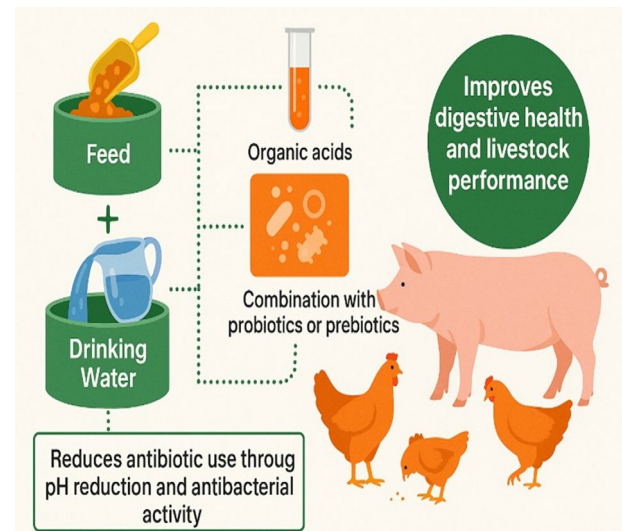 Feed
+
Drinking
Water
Reduces antibiotic use throug
pH reduction and antibacterial
activity
Organic acids
Combination with
probiotics or prebiotics
Improves
digestive health
and livestock
performance